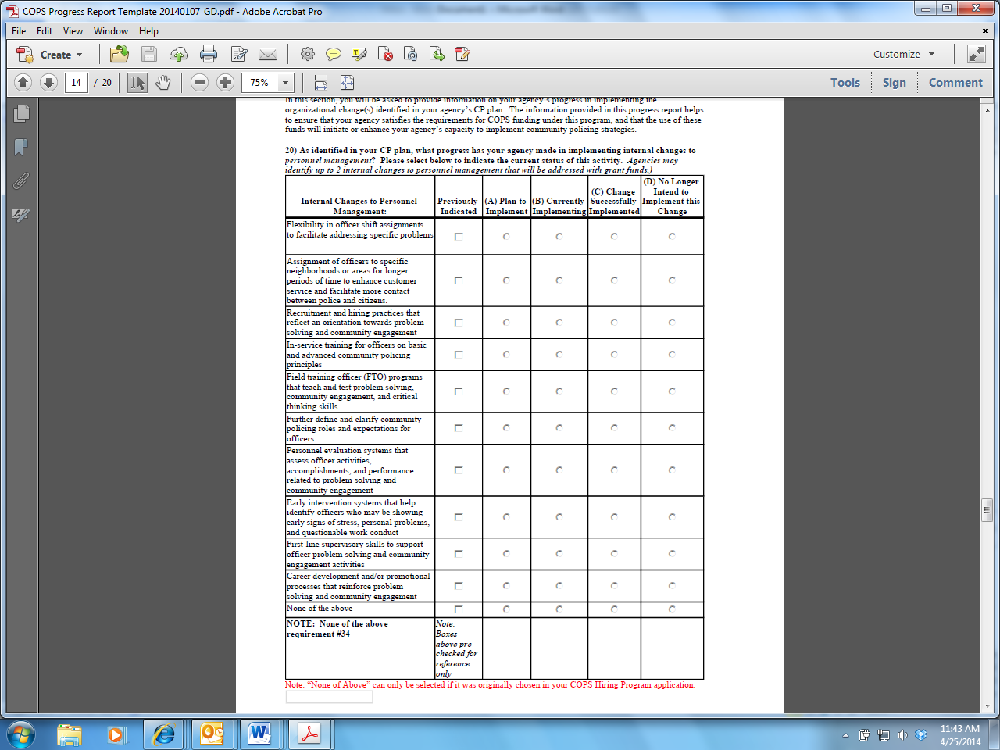 COPS Progress Report Template 20140107_GD.pdf - Adobe Acrobat Pro
File Edit View Window Help
Create
Customize
14 / 20
75%
Tools Sign Comment
In this section, you will be asked to provide information on your agency's progress in implementing the
organizational change(s) identified in your agency's CP plan. The information provided in this progress report helps
to ensure that your agency satisfies the requirements for COPS funding under this program, and that the use of these
funds will initiate or enhance your agency's capacity to implement community policing strategies.
20) As identified in your CP plan, what progress has your agency made in implementing internal changes to
personnel management? Please select below to indicate the current status of this activity. Agencies may
identify up to 2 internal changes to personnel management that will be addressed with grant funds.)
Internal Changes to Personnel
Management:
Previously
Indicated
(A) Plan to
Implement
(B) Currently
Implementing
(C) Change
Successfully
Implemented
(D) No Longer
Intend to
Implement this
Change
Flexibility in officer shift assignments
to facilitate addressing specific problems
Assignment of officers to specific
neighborhoods or areas for longer
periods of time to enhance customer
service and facilitate more contact
between police and citizens.
Recruitment and hiring practices that
reflect an orientation towards problem
solving and community engagement
In-service training for officers on basic
and advanced community policing
principles
Field training officer (FTO) programs
that teach and test problem solving,
community engagement, and critical
thinking skills
Further define and clarify community
policing roles and expectations for
officers
Personnel evaluation systems that
assess officer activities,
accomplishments, and performance
related to problem solving and
community engagement
Early intervention systems that help
identify officers who may be showing
early signs of stress, personal problems,
and questionable work conduct
First-line supervisory skills to support
officer problem solving and community
engagement activities
Career development and/or promotional
processes that reinforce problem
solving and community engagement
None of the above
NOTE: None of the above
requirement #34
Note:
Boxes
above pre-
checked for
reference
only
Note: "None of Above" can only be selected if it was originally chosen in your COPS Hiring Program application.
11:43 AM
4/25/2014